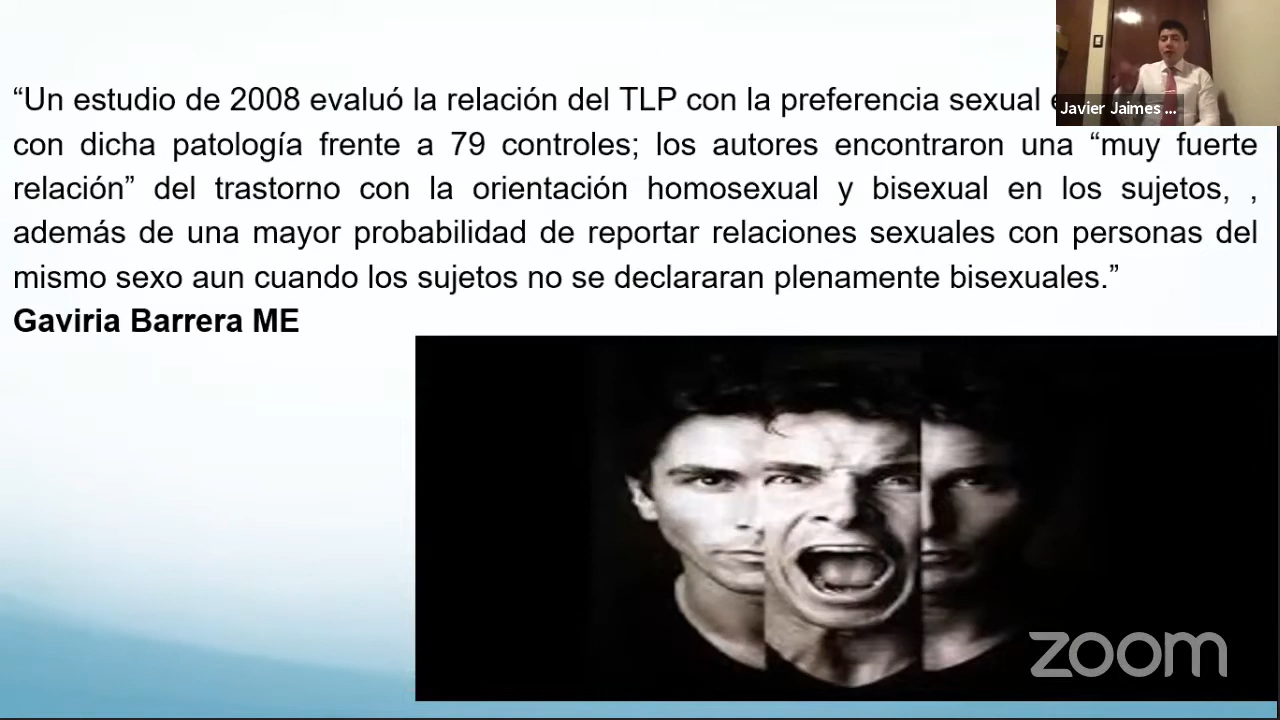 “Un estudio de 2008 evaluó la relación del TLP con la preferencia sexual
con dicha patología frente a 79 controles; los autores encontraron una “muy fuerte
relación” del trastorno con la orientación homosexual y bisexual en los sujetos, ,
además de una mayor probabilidad de reportar relaciones sexuales con personas del
mismo sexo aun cuando los sujetos no se declararan plenamente bisexuales.”
Gaviria Barrera ME
Javier Jaimes ...
zoom